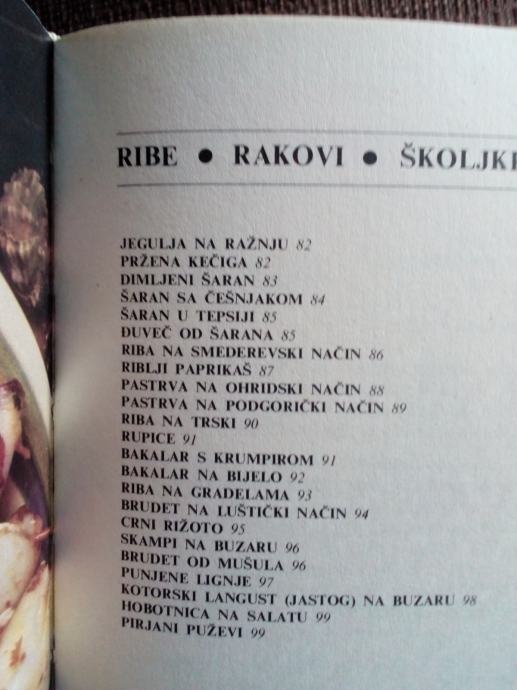 RIBE • RAKOVI • ŠKOLJKE
JEGULJA NA RAŽNJU 82
PRŽENA KEČIGA 82
DIMLJENI ŠARAN 83
ŠARAN SA ČEŠNJAKOM 84
ŠARAN U TEPSIJI 85
ĐUVEČ OD ŠARANA 85
RIBA NA SMEDEREVSKI NAČIN 86
RIBLJI PAPRIKAŠ 87
PASTRVA NA OHRIDSKI NAČIN 88
PASTRVA NA PODGORIČKI NAČIN 89
RIBA NA TRSKI 90
RUPICE 91
BAKALAR S KRUMPIROM 91
BAKALAR NA BIJELO 92
RIBA NA GRADELAMA 93
BRUDET NA LUŠTIČKI NAČIN 94
CRNI RIŽOTO 95
SKAMPI NA BUZARU 96
BRUDET OD MUŠULA 96
PUNJENE LIGNJE 97
KOTORSKI LANGUST (JASTOG) NA BUZARU 98
HOBOTNICA NA SALATU 99
PIRJANI PUŽEVI 99